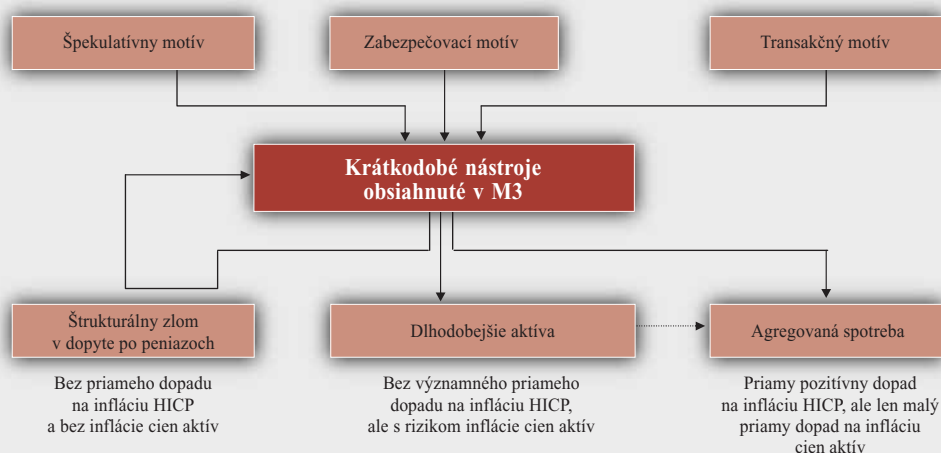 Špekulatívny motív
Zabezpečovací motív
Transakčný motív
Krátkodobé nástroje
obsiahnuté v M3
Štrukturálny zlom
v dopyte po peniazoch
Dlhodobejšie aktíva
Agregovaná spotreba
Bez priameho dopadu
na infláciu HICP
a bez inflácie cien aktív
Bez významného priameho
dopadu na infláciu HICP,
ale s rizikom inflácie cien aktív
Priamy pozitívny dopad
na infláciu HICP, ale len malý
priamy dopad na infláciu
cien aktív